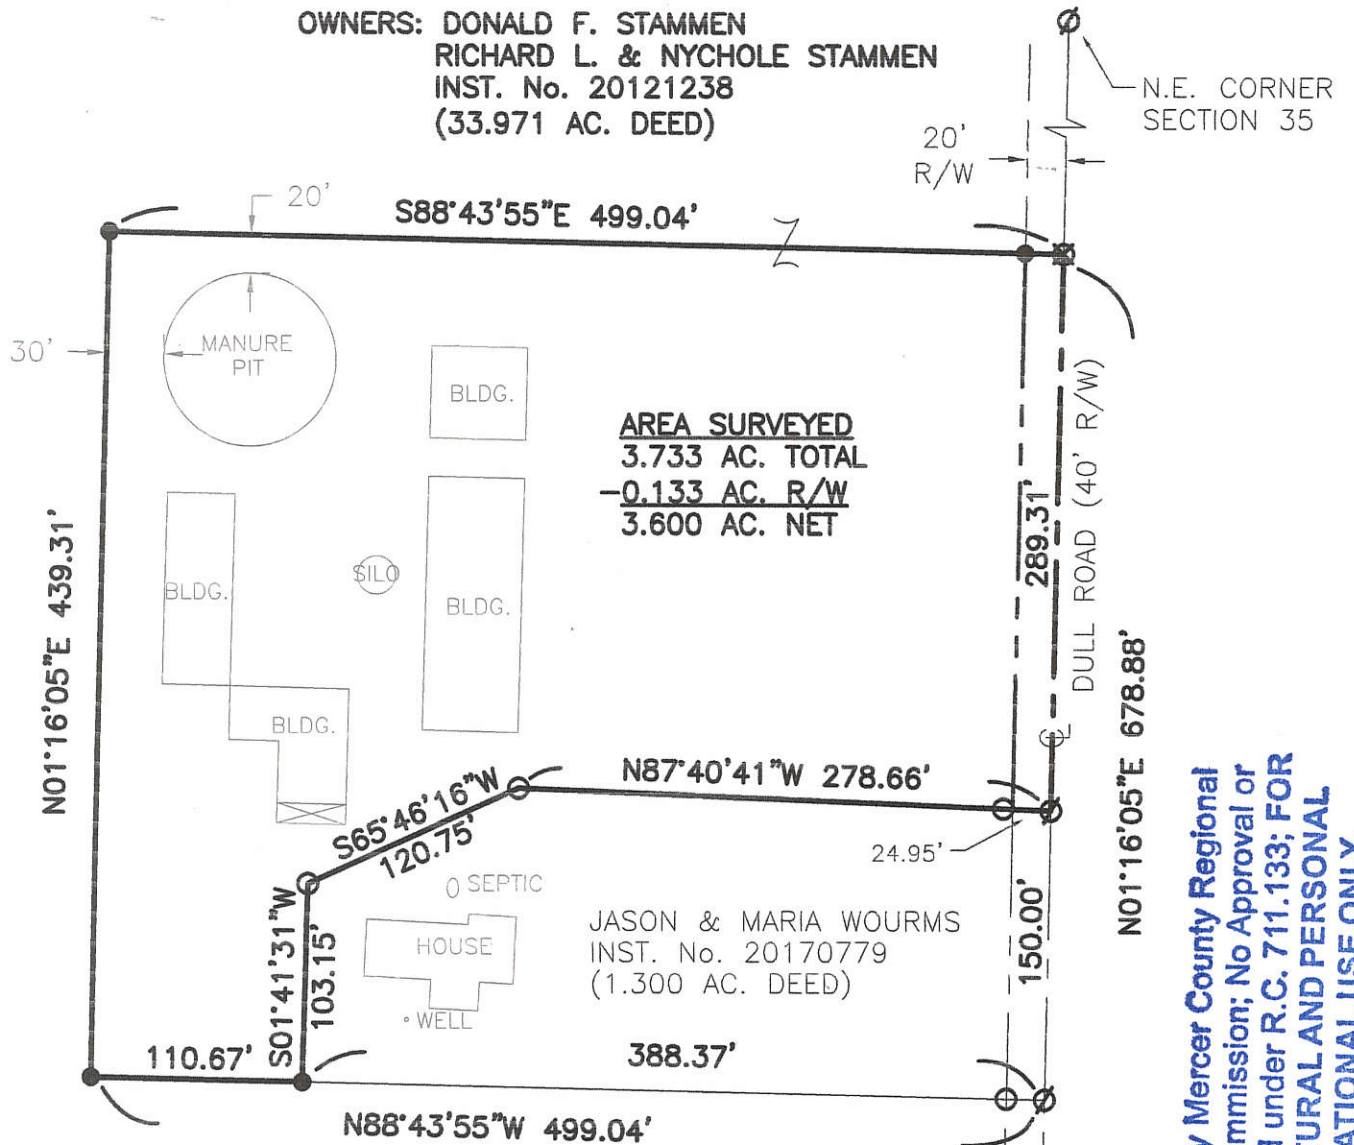 OWNERS: DONALD F. STAMMEN
RICHARD L. & NYCHOLE STAMMEN
INST. No. 20121238
(33.971 AC. DEED)
N.E. CORNER
SECTION 35
20'
R/W
20'
S88°43'55"E 499.04'
30'
MANURE
PIT
BLDG.
AREA SURVEYED
3.733 AC. TOTAL
-0.133 AC. R/W
3.600 AC. NET
289.31'
DULL ROAD (40' R/W)
N01°16'05"E 439.31'
BLDG.
SILO
BLDG.
BLDG.
N01°16'05"E 678.88'
N87°40'41"W 278.66'
S65°46'16"W
120.75'
24.95'
SEPTIC
S01°41'31"W
103.15'
HOUSE
WELL
JASON & MARIA WOURMS
INST. No. 20170779
(1.300 AC. DEED)
150.00'
110.67'
388.37'
N88°43'55"W 499.04'
Mercer County Regional
mmission; No Approval or
under R.C. 711.133; FOR
URAL AND PERSONAL
ATIONAL USE ONLY